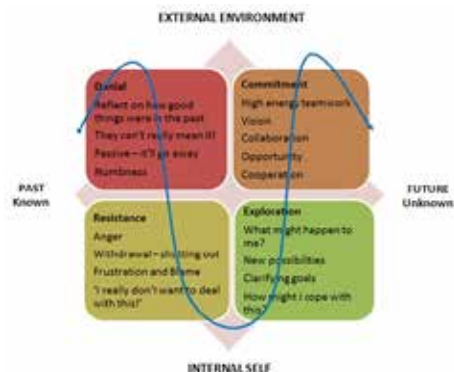 EXTERNAL ENVIRONMENT
Denial
Reflect on how good
things were in the past
They can't really mean it!
Passive – it'll go away
Numbness
Commitment
High energy teamwork
Vision
Collaboration
Opportunity
Cooperation
PAST
Known
FUTURE
Unknown
Resistance
Anger
Withdrawal – shutting out
Frustration and Blame
"I really don't want to deal
with this!"
Exploration
What might happen to
me?
New possibilities
Clarifying goals
How might I cope with
this?
INTERNAL SELF